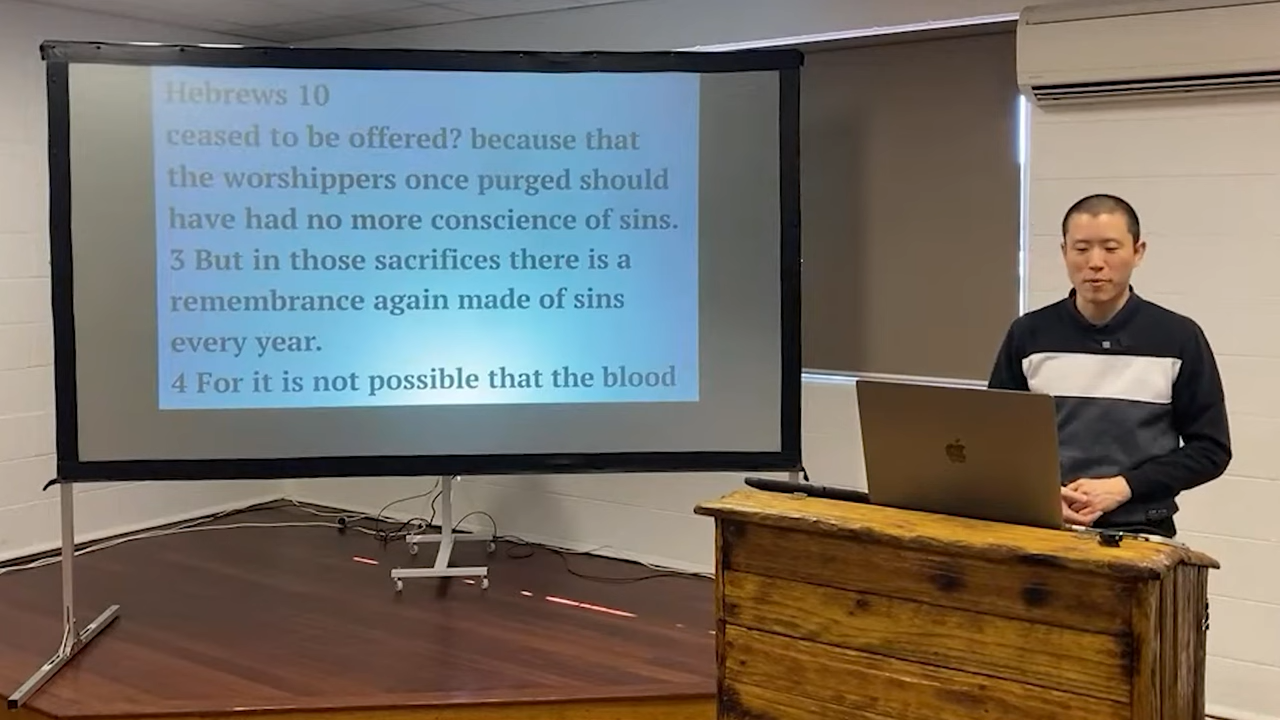 Hebrews 10
ceased to be offered? because that
the worshippers once purged should
have had no more conscience of sins.
3 But in those sacrifices there is a
remembrance again made of sins
every year.
4 For it is not possible that the blood